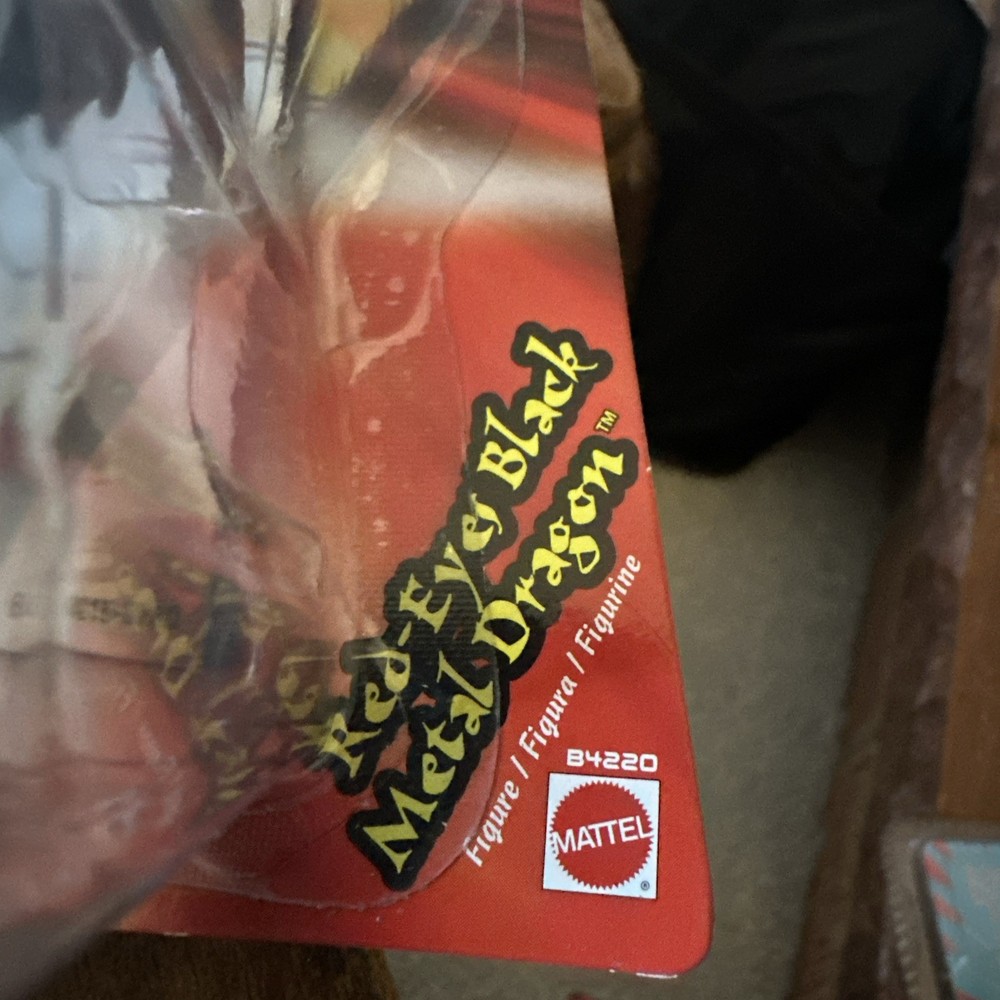 Red-Eyes Black
Metal Dragon™
Figure / Figura / Figurine
B4220
MATTEL®